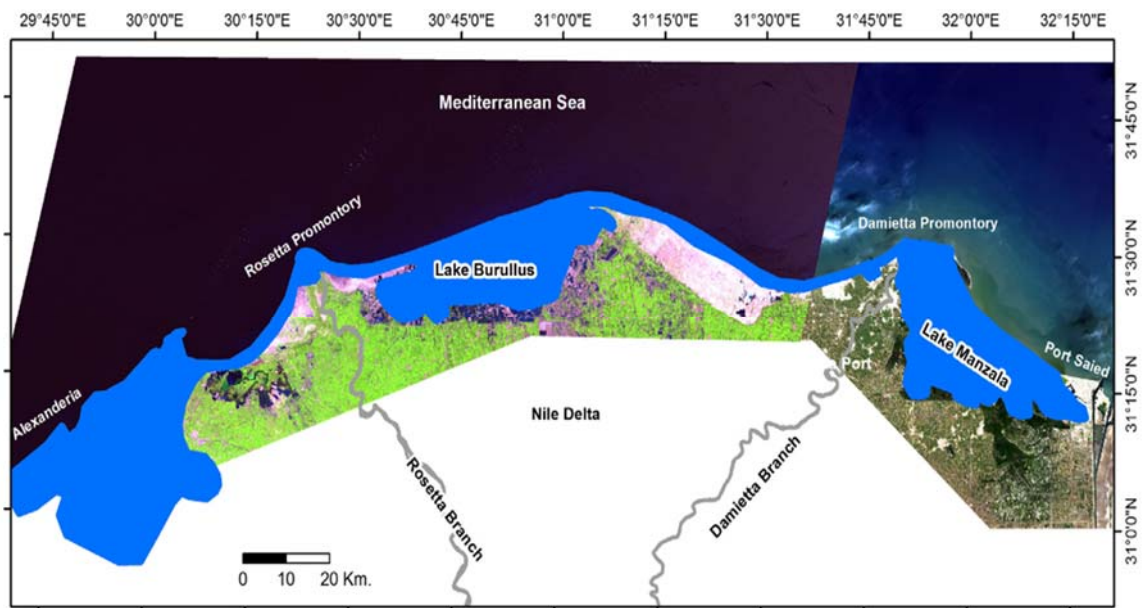 29°45'0"E 30°0'0"E 30°15'0"E 30°30'0"E 30°45'0"E 31°0'0"E 31°15'0"E 31°30'0"E 31°45'0"E 32°0'0"E 32°15'0"E
Mediterranean Sea
31°45'0"N
Rosetta Promontory
Damietta Promontory
31°30'0"N
Lake Burullus
Lake Manzala
Port Saied
Port
Alexanderia
31°15'0"N
Nile Delta
Rosetta Branch
Damietta Branch
31°0'0"N
0 10 20 Km.